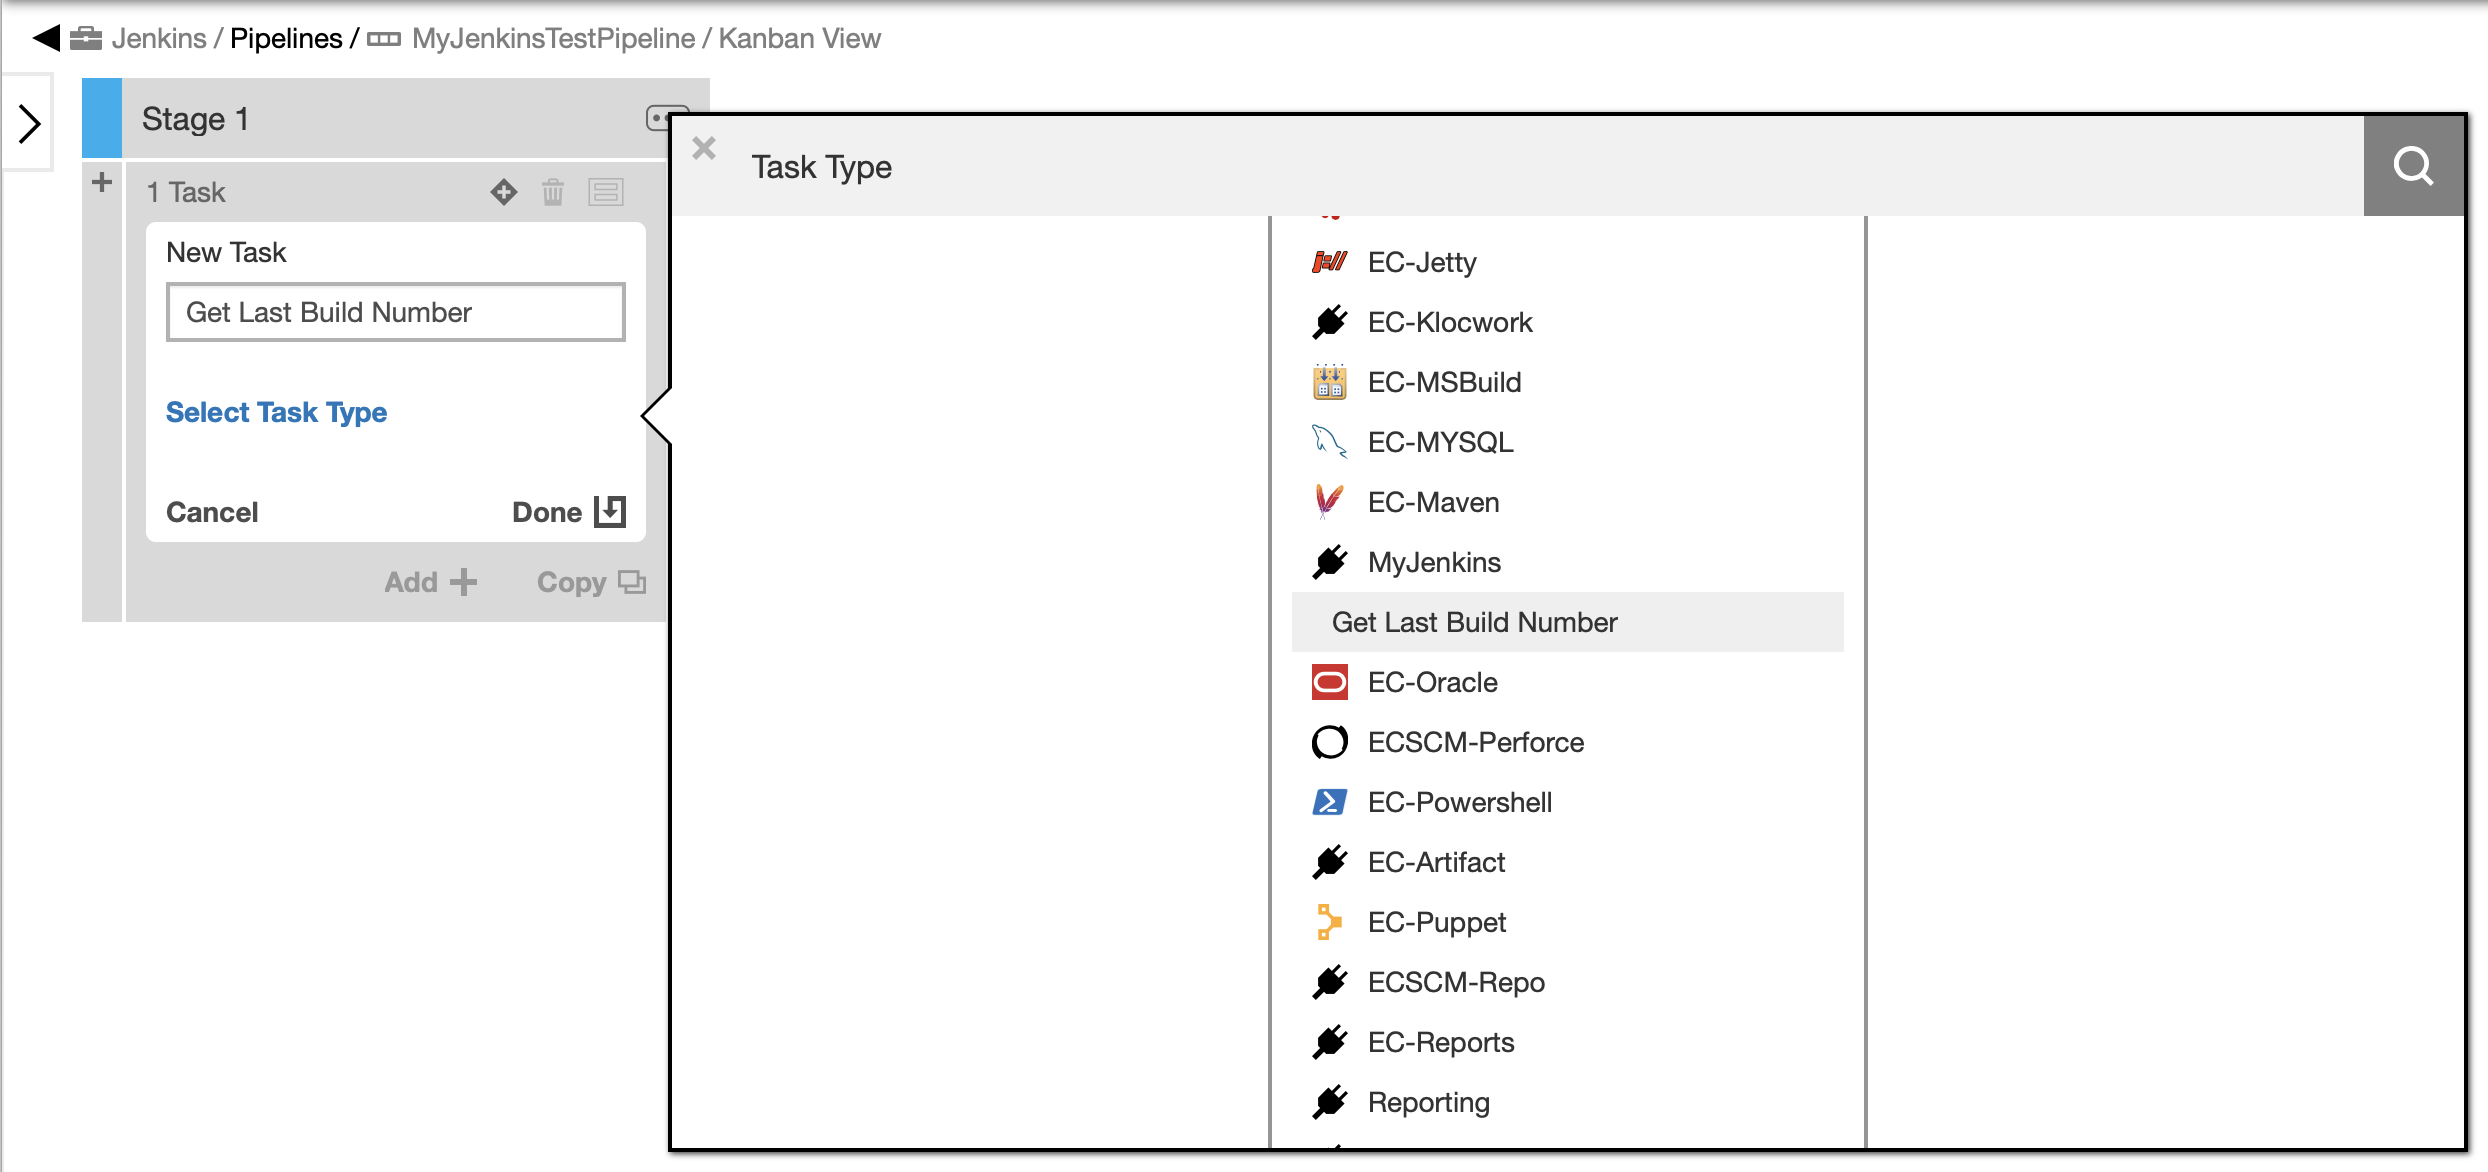 Jenkins / Pipelines / MyJenkinsTestPipeline / Kanban View
Stage 1
1 Task
New Task
Get Last Build Number
Select Task Type
Cancel
Done
Add
Copy
Task Type
EC-Jetty
EC-Klocwork
EC-MSBuild
EC-MYSQL
EC-Maven
MyJenkins
Get Last Build Number
EC-Oracle
ECSCM-Perforce
EC-Powershell
EC-Artifact
EC-Puppet
ECSCM-Repo
EC-Reports
Reporting